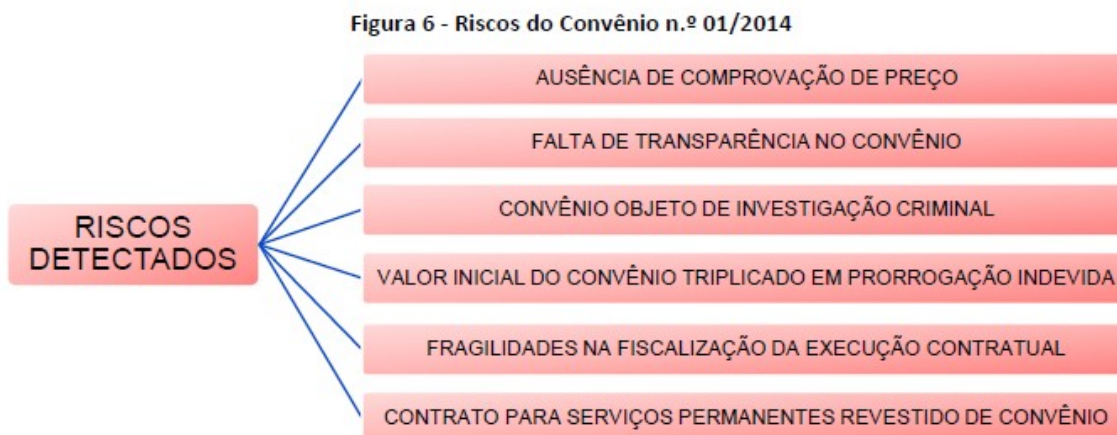 Figura 6 - Riscos do Convênio n.º 01/2014
RISCOS
DETECTADOS
AUSÊNCIA DE COMPROVAÇÃO DE PREÇO
FALTA DE TRANSPARÊNCIA NO CONVÊNIO
CONVÊNIO OBJETO DE INVESTIGAÇÃO CRIMINAL
VALOR INICIAL DO CONVÊNIO TRIPLICADO EM PRORROGAÇÃO INDEVIDA
FRAGILIDADES NA FISCALIZAÇÃO DA EXECUÇÃO CONTRATUAL
CONTRATO PARA SERVIÇOS PERMANENTES REVESTIDO DE CONVÊNIO